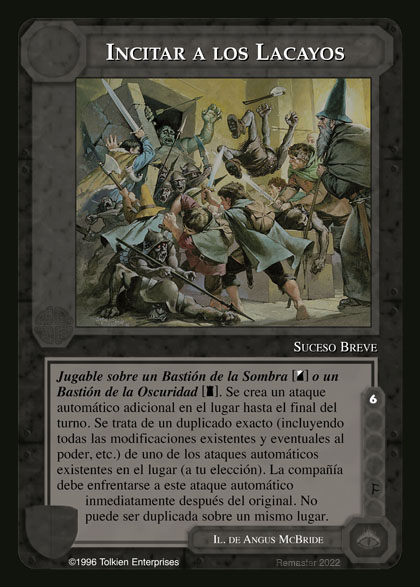 Incitar a los Lacayos
Suceso Breve
Jugable sobre un Bastión de la Sombra [] o un
Bastión de la Oscuridad []. Se crea un ataque
automático adicional en el lugar hasta el final del
turno. Se trata de un duplicado exacto (incluyendo
todas las modificaciones existentes y eventuales al
poder, etc.) de uno de los ataques automáticos
existentes en el lugar (a tu elección). La compañía
debe enfrentarse a este ataque automático
inmediatamente después del original. No
puede ser duplicada sobre un mismo lugar.
6
Il. de Angus McBride
©1996 Tolkien Enterprises
Remaster 2022